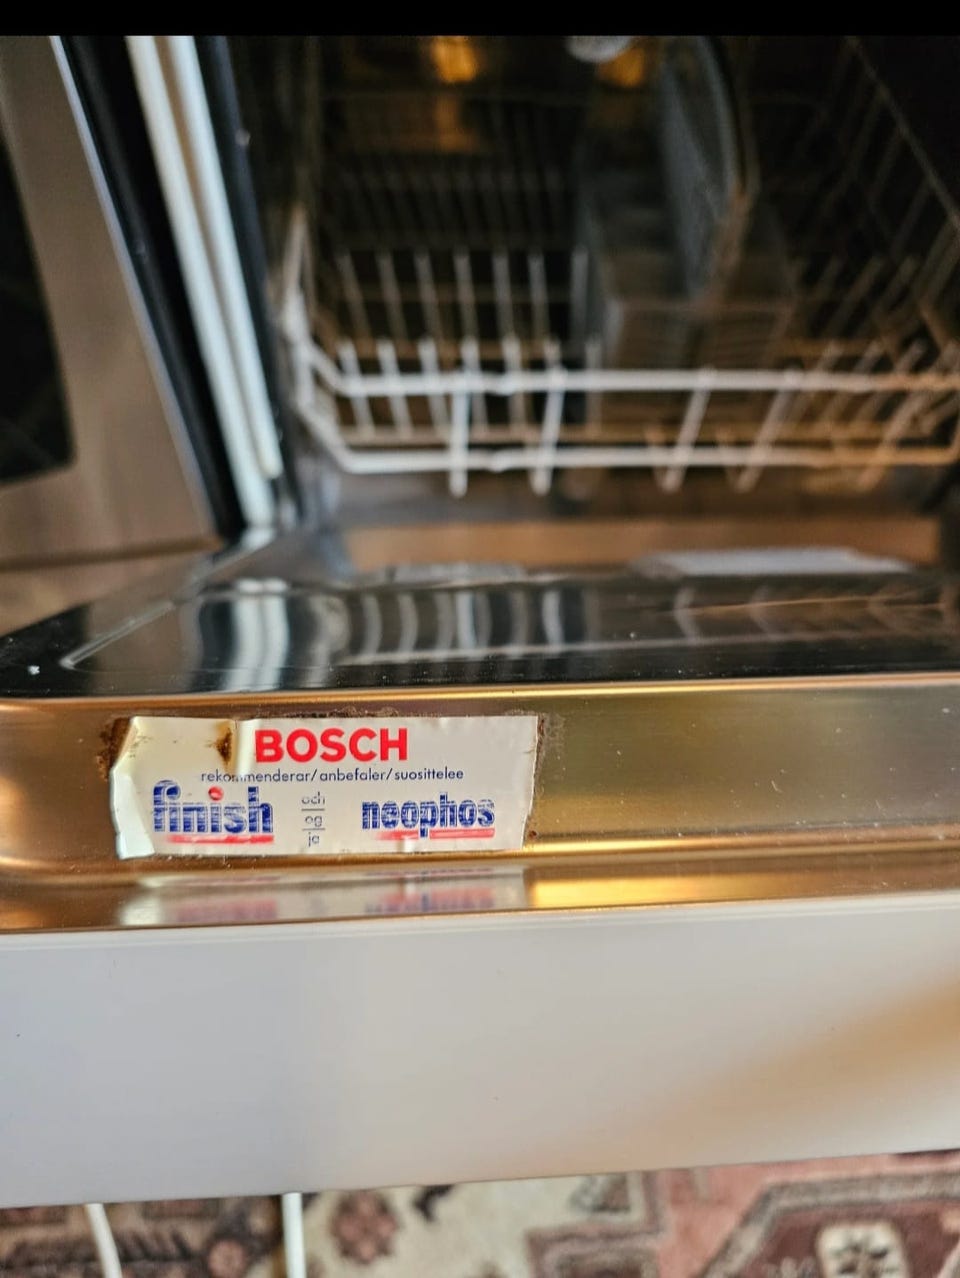 BOSCH
rekommenderar/anbefaler/suosittelee
finish och neophos
og
ja